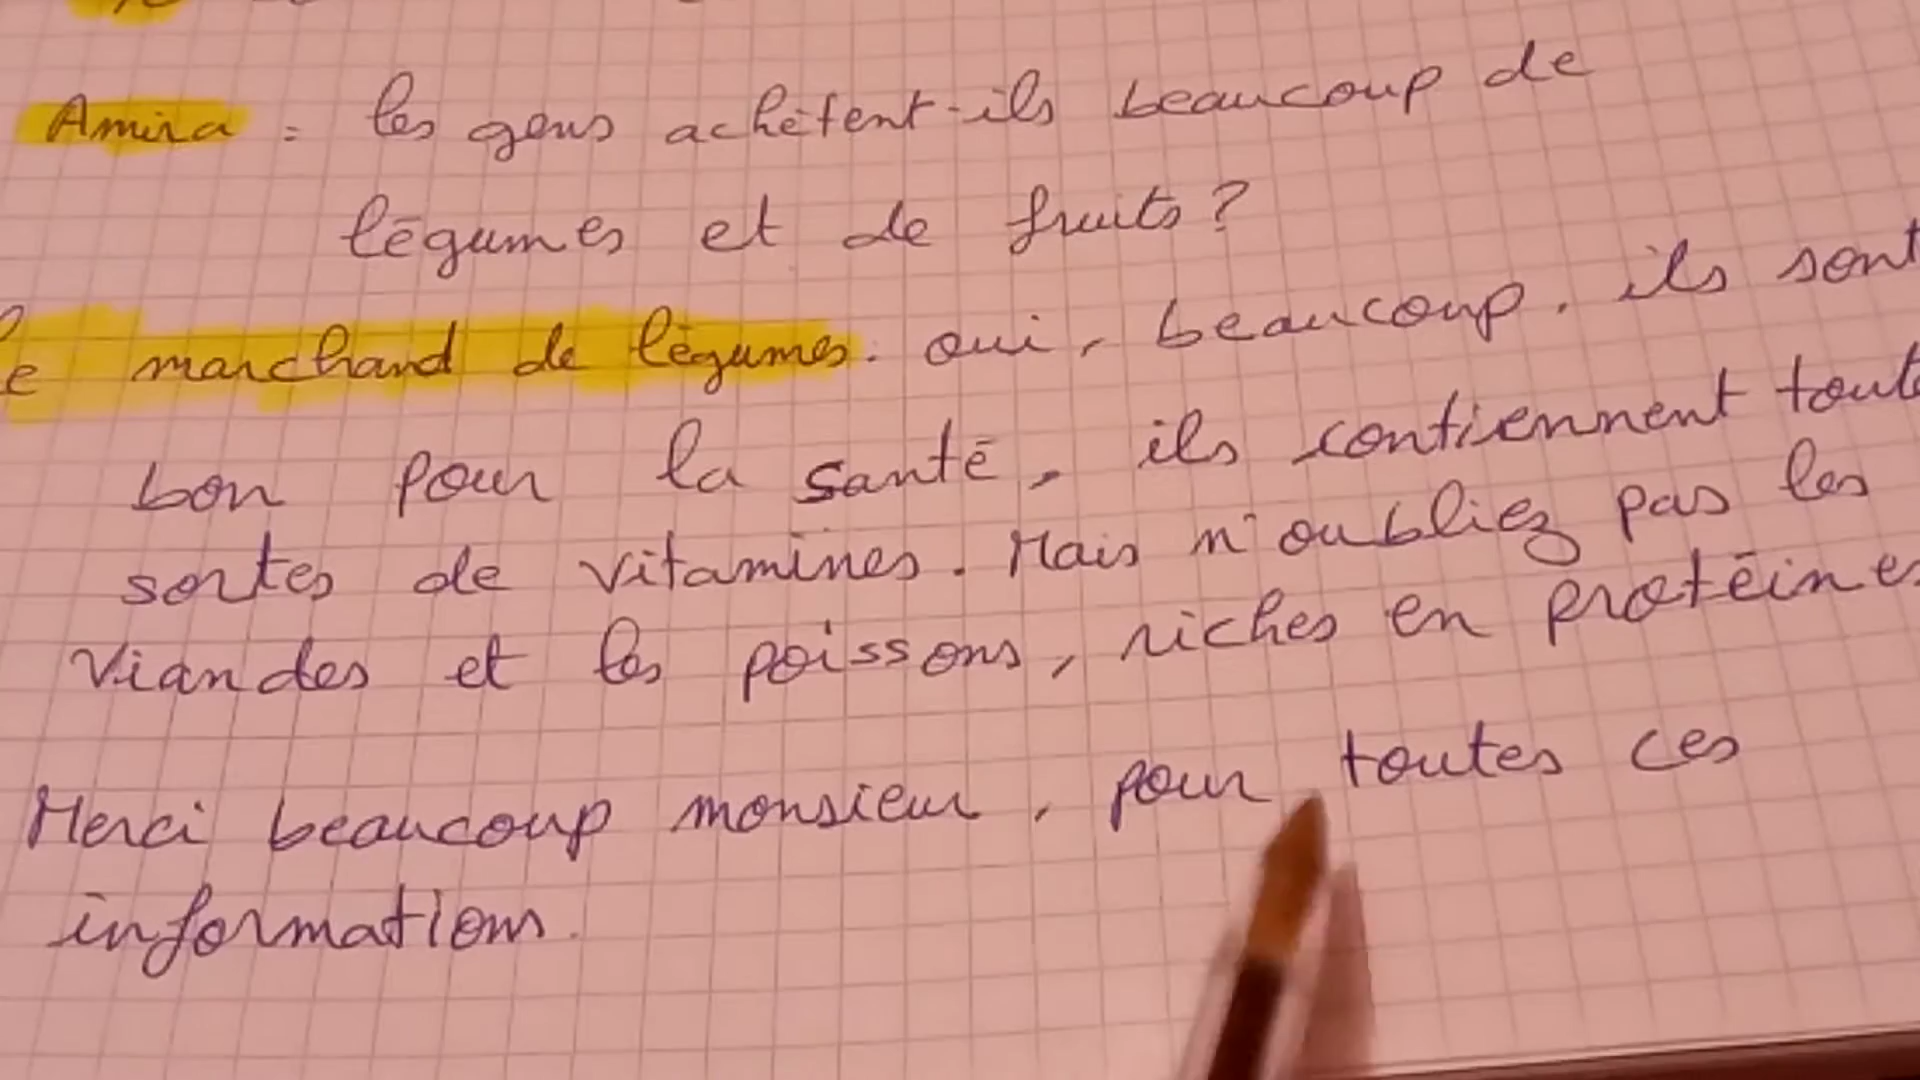 Amira : les gens achètent-ils beaucoup de
légumes et de fruits ?
le marchand de légumes. oui, beaucoup. ils sont
bon pour la santé, ils contiennent toute
sortes de vitamines. Mais n'oubliez pas les
viandes et les poissons, riches en protéines
Merci beaucoup monsieur, pour toutes ces
informations.